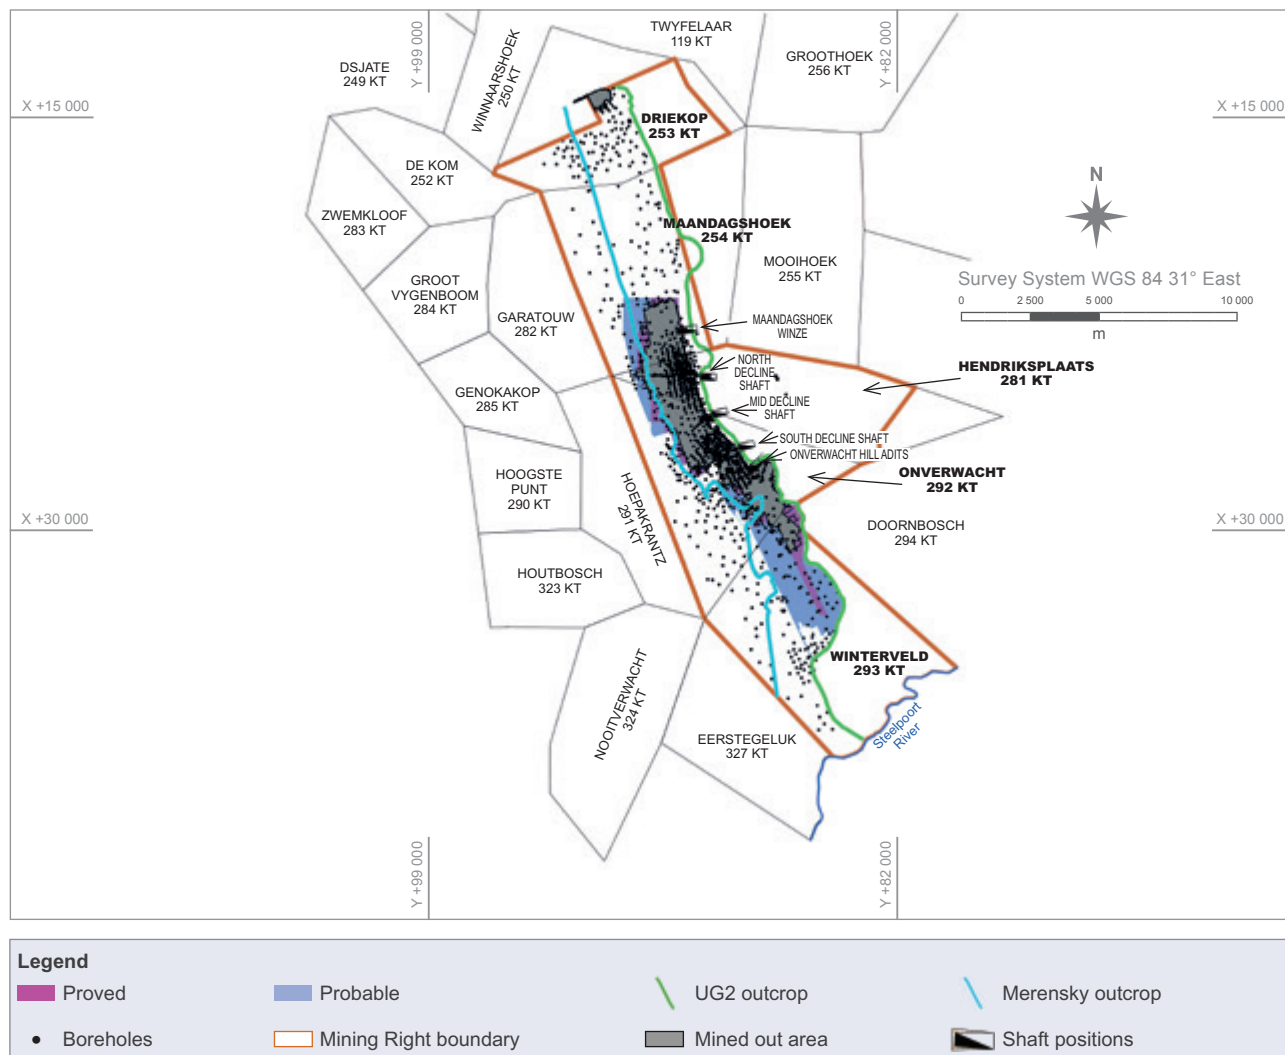 TWYFELAAR
119 KT
GROOTHOEK
256 KT
DSJATE
249 KT
WINNAARSHOEK
250 KT
Y +99 000
Y +82 000
X +15 000
X +15 000
DRIEKOP
253 KT
DE KOM
252 KT
N
ZWEMKLOOF
283 KT
MAANDAGSHOEK
254 KT
MOOIHOEK
255 KT
GROOT
VYGENBOOM
284 KT
Survey System WGS 84 31° East
0 2 500 5 000 10 000
m
GARATOUW
282 KT
MAANDAGSHOEK
WINZE
NORTH
DECLINE
SHAFT
HENDRIKSPLAATS
281 KT
GENOKAKOP
285 KT
MID DECLINE
SHAFT
SOUTH DECLINE SHAFT
ONVERWACHT HILL ADITS
ONVERWACHT
292 KT
HOOGSTE
PUNT
290 KT
HOEPAKRANTZ
291 KT
X +30 000
X +30 000
DOORNBOSCH
294 KT
HOUTBOSCH
323 KT
WINTERVELD
293 KT
NOOITVERWACHT
324 KT
EERSTEGELUK
327 KT
Steelpoort
River
Y +99 000
Y +82 000
Legend
Proved
Probable
UG2 outcrop
Merensky outcrop
Boreholes
Mining Right boundary
Mined out area
Shaft positions